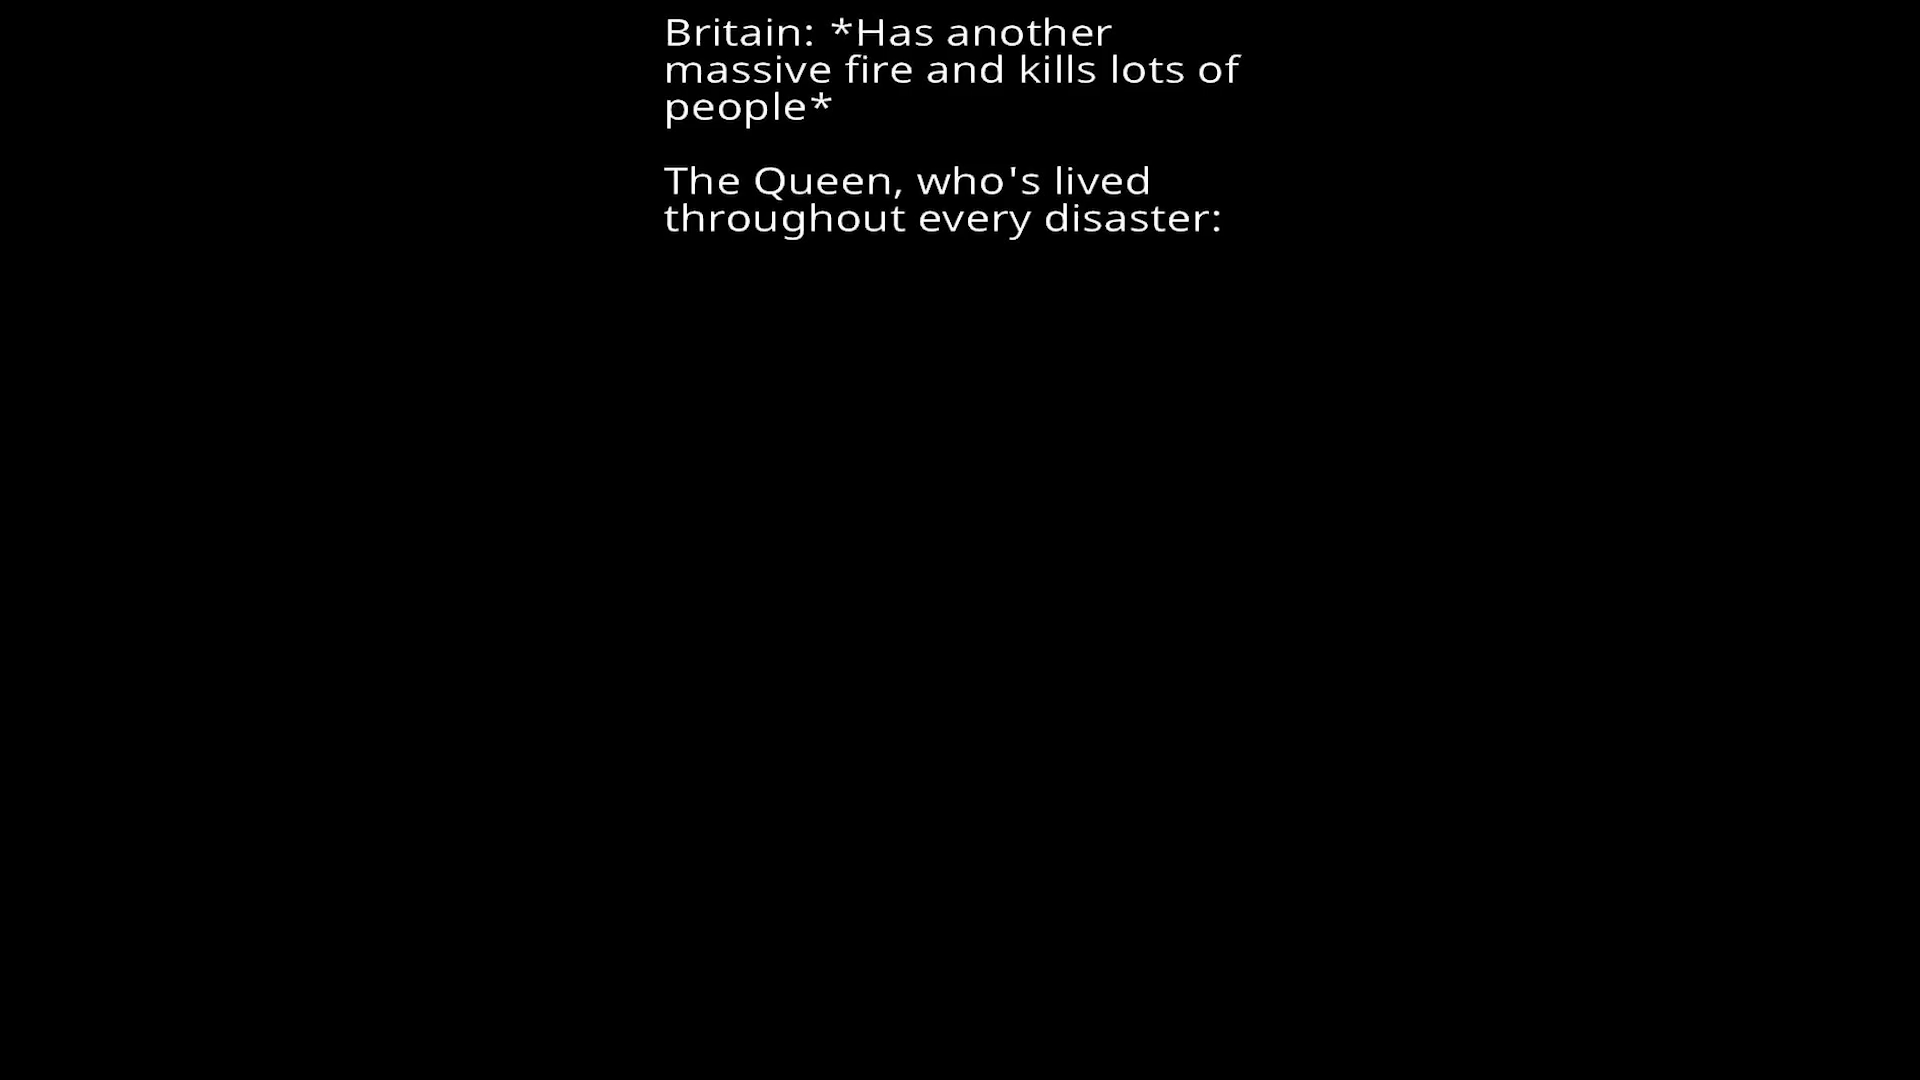 Britain: *Has another
massive fire and kills lots of
people*
The Queen, who's lived
throughout every disaster: